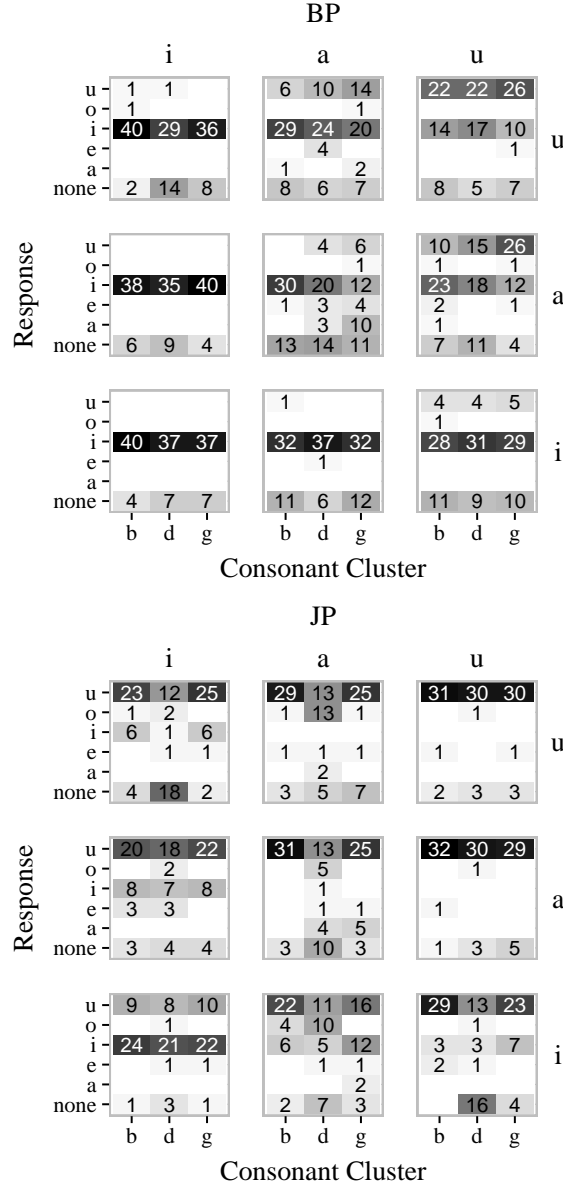 BP
i a u
u 1 1 6 10 14 22 22 26
o 1 1
i 40 29 36 29 24 20 14 17 10 u
e 4 1
a 1 2
none 2 14 8 8 6 7 8 5 7
u 4 6 10 15 26
o 1 1 1
i 38 35 40 30 20 12 23 18 12 a
e 1 3 4 2 1
a 3 10 1
none 6 9 4 13 14 11 7 11 4
Response
u 1 4 4 5
o 1
i 40 37 37 32 37 32 28 31 29 i
e 1
a
none 4 7 7 11 6 12 11 9 10
b d g b d g b d g
Consonant Cluster
JP
i a u
u 23 12 25 29 13 25 31 30 30
o 1 2 1 13 1 1
i 6 1 6 u
e 1 1 1 1 1 1 1
a 2
none 4 18 2 3 5 7 2 3 3
u 20 18 22 31 13 25 32 30 29
o 2 5 1
i 8 7 8 1 a
e 3 3 1 1 1
a 4 5
none 3 4 4 3 10 3 1 3 5
Response
u 9 8 10 22 11 16 29 13 23
o 1 4 10 1
i 24 21 22 6 5 12 3 3 7 i
e 1 1 1 1 2 1
a 2
none 1 3 1 2 7 3 16 4
b d g b d g b d g
Consonant Cluster